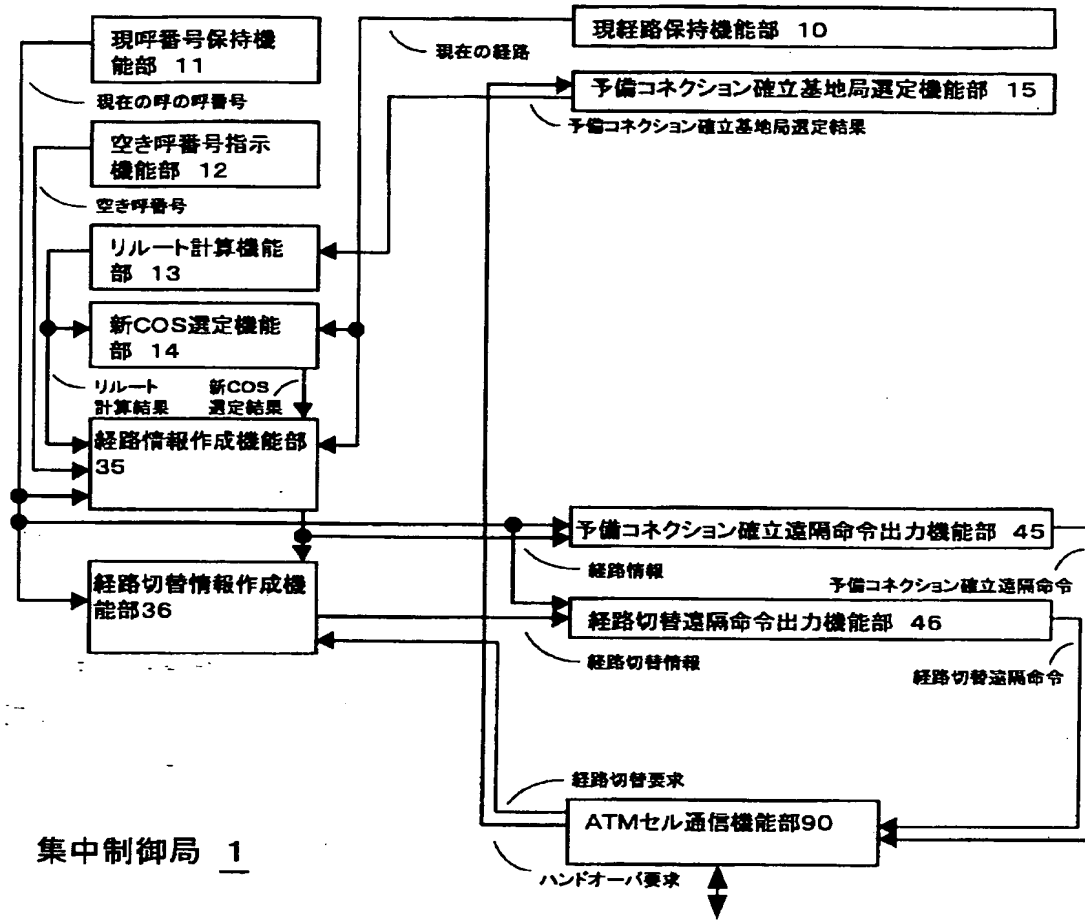 現呼番号保持機
能部 11
現在の呼の呼番号
空き呼番号指示
機能部 12
空き呼番号
リルート計算機能
部 13
新COS選定機能
部 14
リルート
計算結果
新COS
選定結果
経路情報作成機能部
35
経路切替情報作成機
能部36
現経路保持機能部 10
現在の経路
予備コネクション確立基地局選定機能部 15
予備コネクション確立基地局選定結果
予備コネクション確立遠隔命令出力機能部 45
経路情報
予備コネクション確立遠隔命令
経路切替遠隔命令出力機能部 46
経路切替情報
経路切替遠隔命令
経路切替要求
ATMセル通信機能部90
ハンドオーバ要求
集中制御局 1